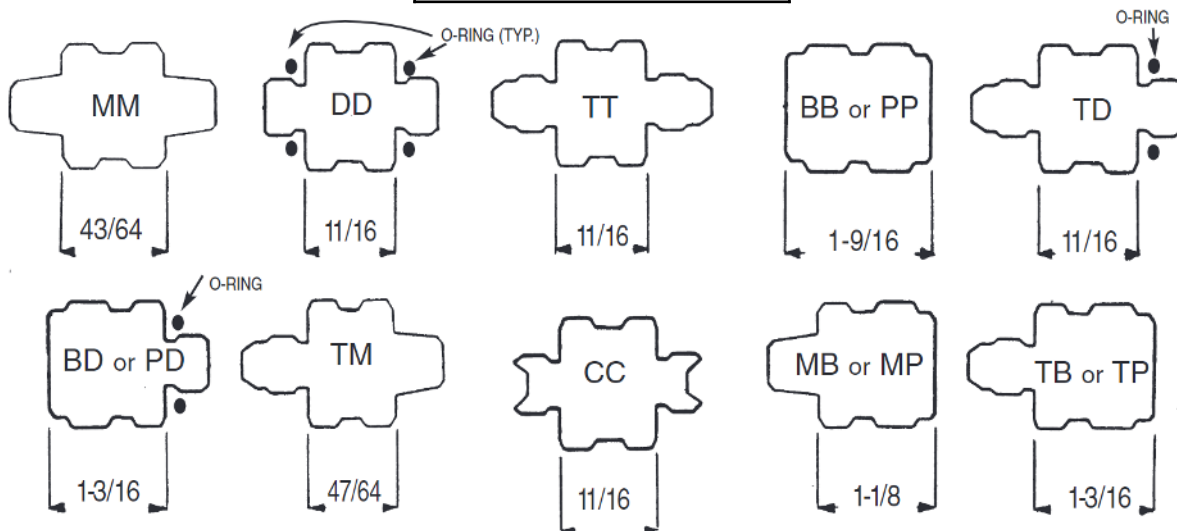 O-RING (TYP.)
O-RING
MM
DD
TT
BB or PP
TD
43/64
11/16
11/16
1-9/16
11/16
O-RING
BD or PD
TM
CC
MB or MP
TB or TP
1-3/16
47/64
11/16
1-1/8
1-3/16